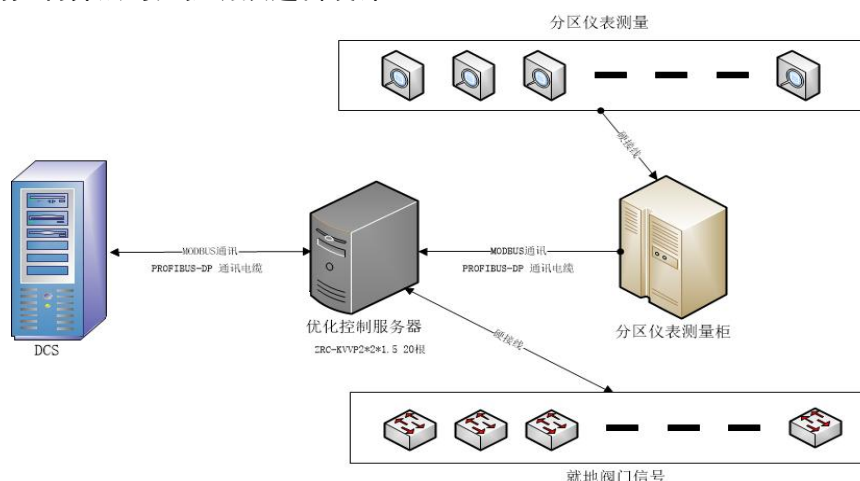 分区仪表测量
硬接线
MODBUS通讯
PROFIBUS-DP 通讯电缆
MODBUS通讯
PROFIBUS-DP 通讯电缆
DCS
优化控制服务器
ZRC-KVVP2*2*1.5 20根
分区仪表测量柜
硬接线
就地阀门信号